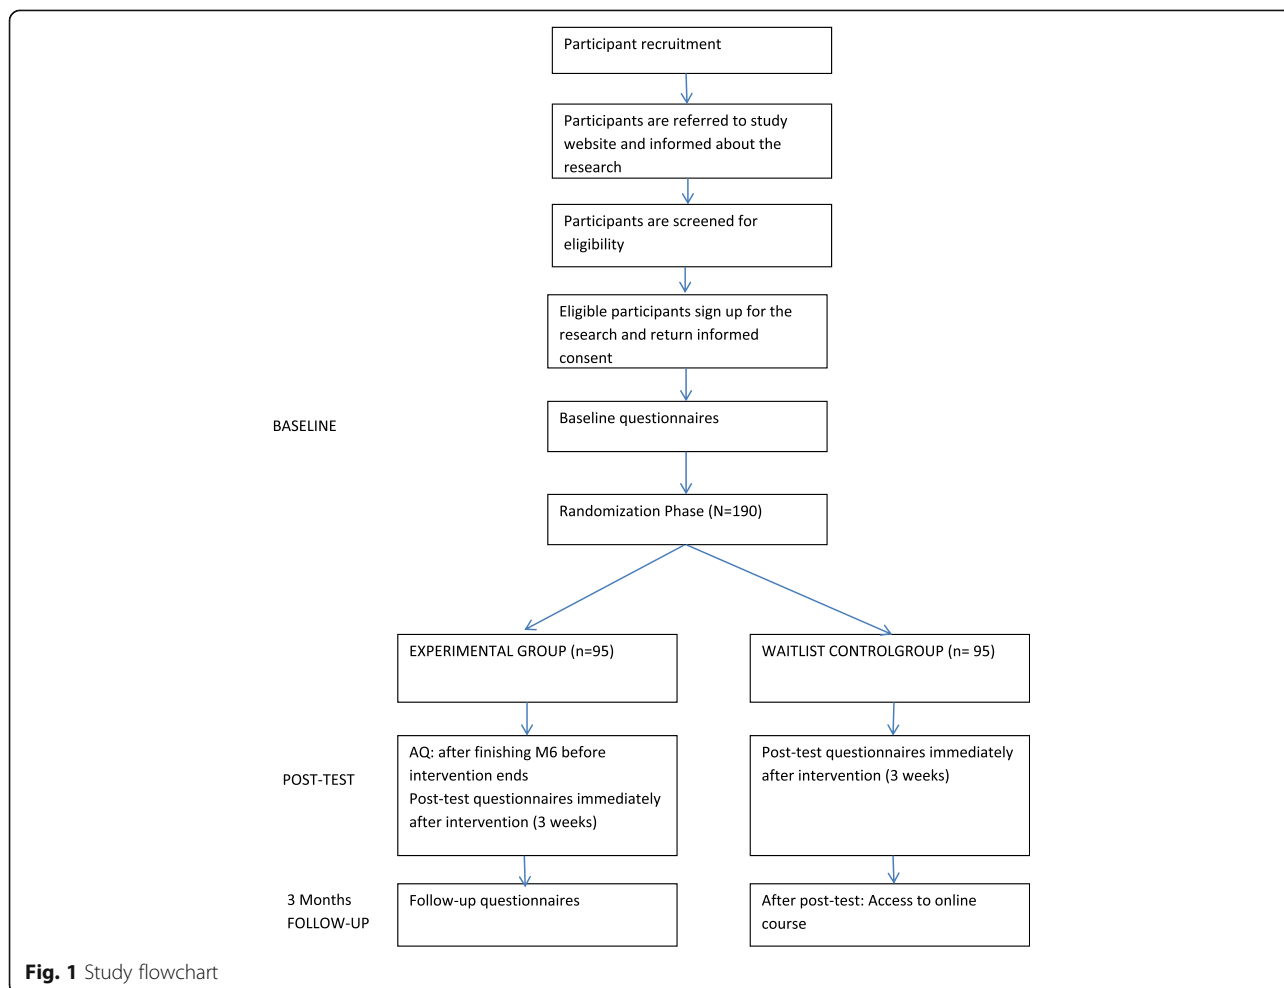 Participant recruitment
Participants are referred to study
website and informed about the
research
Participants are screened for
eligibility
Eligible participants sign up for the
research and return informed
consent
BASELINE
Baseline questionnaires
Randomization Phase (N=190)
EXPERIMENTAL GROUP (n=95)
WAITLIST CONTROLGROUP (n= 95)
POST-TEST
AQ: after finishing M6 before
intervention ends
Post-test questionnaires immediately
after intervention (3 weeks)
Post-test questionnaires immediately
after intervention (3 weeks)
3 Months
FOLLOW-UP
Follow-up questionnaires
After post-test: Access to online
course
Fig. 1 Study flowchart